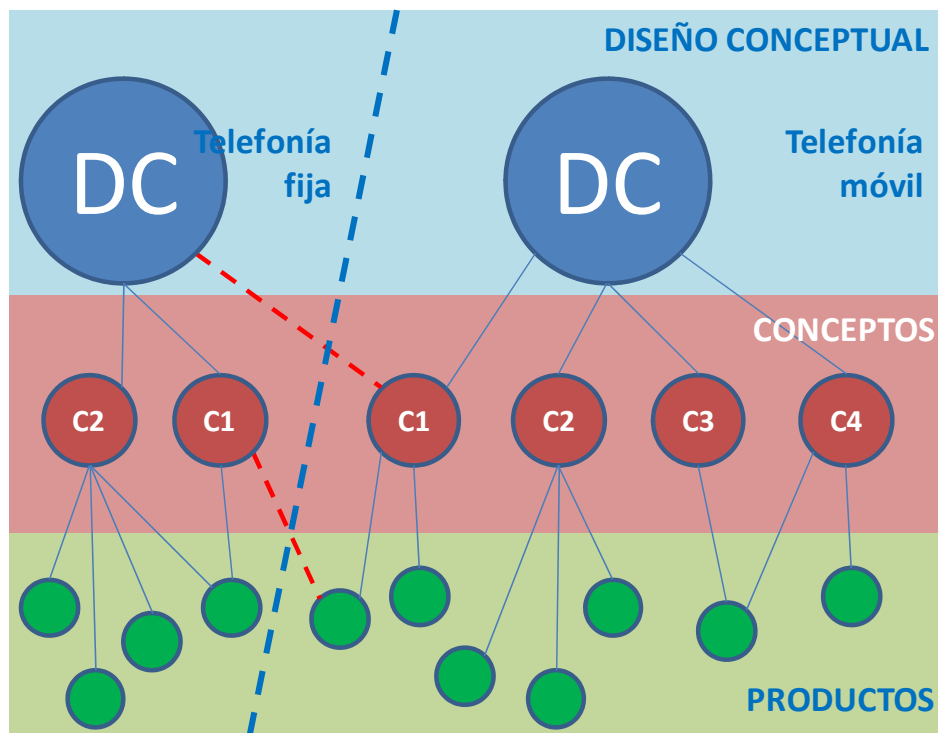 DISEÑO CONCEPTUAL
DC
Telefonía
fija
DC
Telefonía
móvil
CONCEPTOS
C2
C1
C1
C2
C3
C4
PRODUCTOS